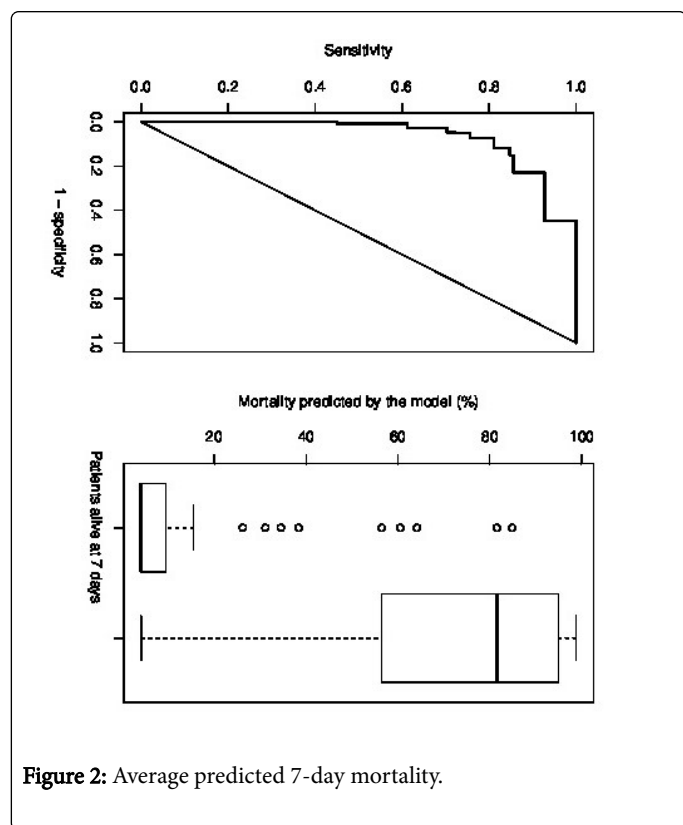 Sensitivity
0.0 0.2 0.4 0.6 0.8 1.0
0.0 0.2 0.4 0.6 0.8 1.0
1 - specificity
Mortality predicted by the model (%)
20 40 60 80 100
Patients alive at 7 days
Figure 2: Average predicted 7-day mortality.